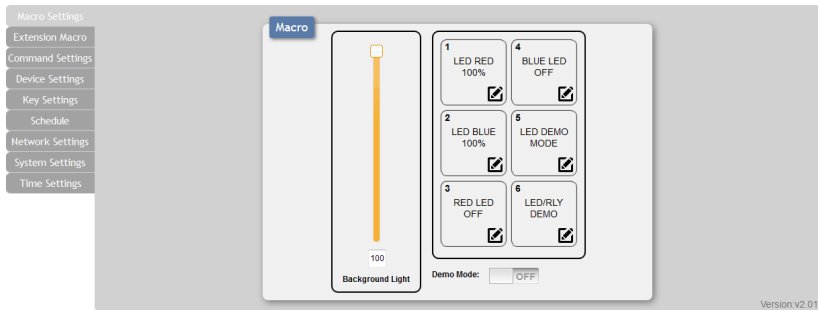 Macro Settings
Extension Macro
Command Settings
Device Settings
Key Settings
Schedule
Network Settings
System Settings
Time Settings
Macro
100
Background Light
1
LED RED
100%
4
BLUE LED
OFF
2
LED BLUE
100%
5
LED DEMO
MODE
3
RED LED
OFF
6
LED/RLY
DEMO
Demo Mode:
OFF
Version:v2.01